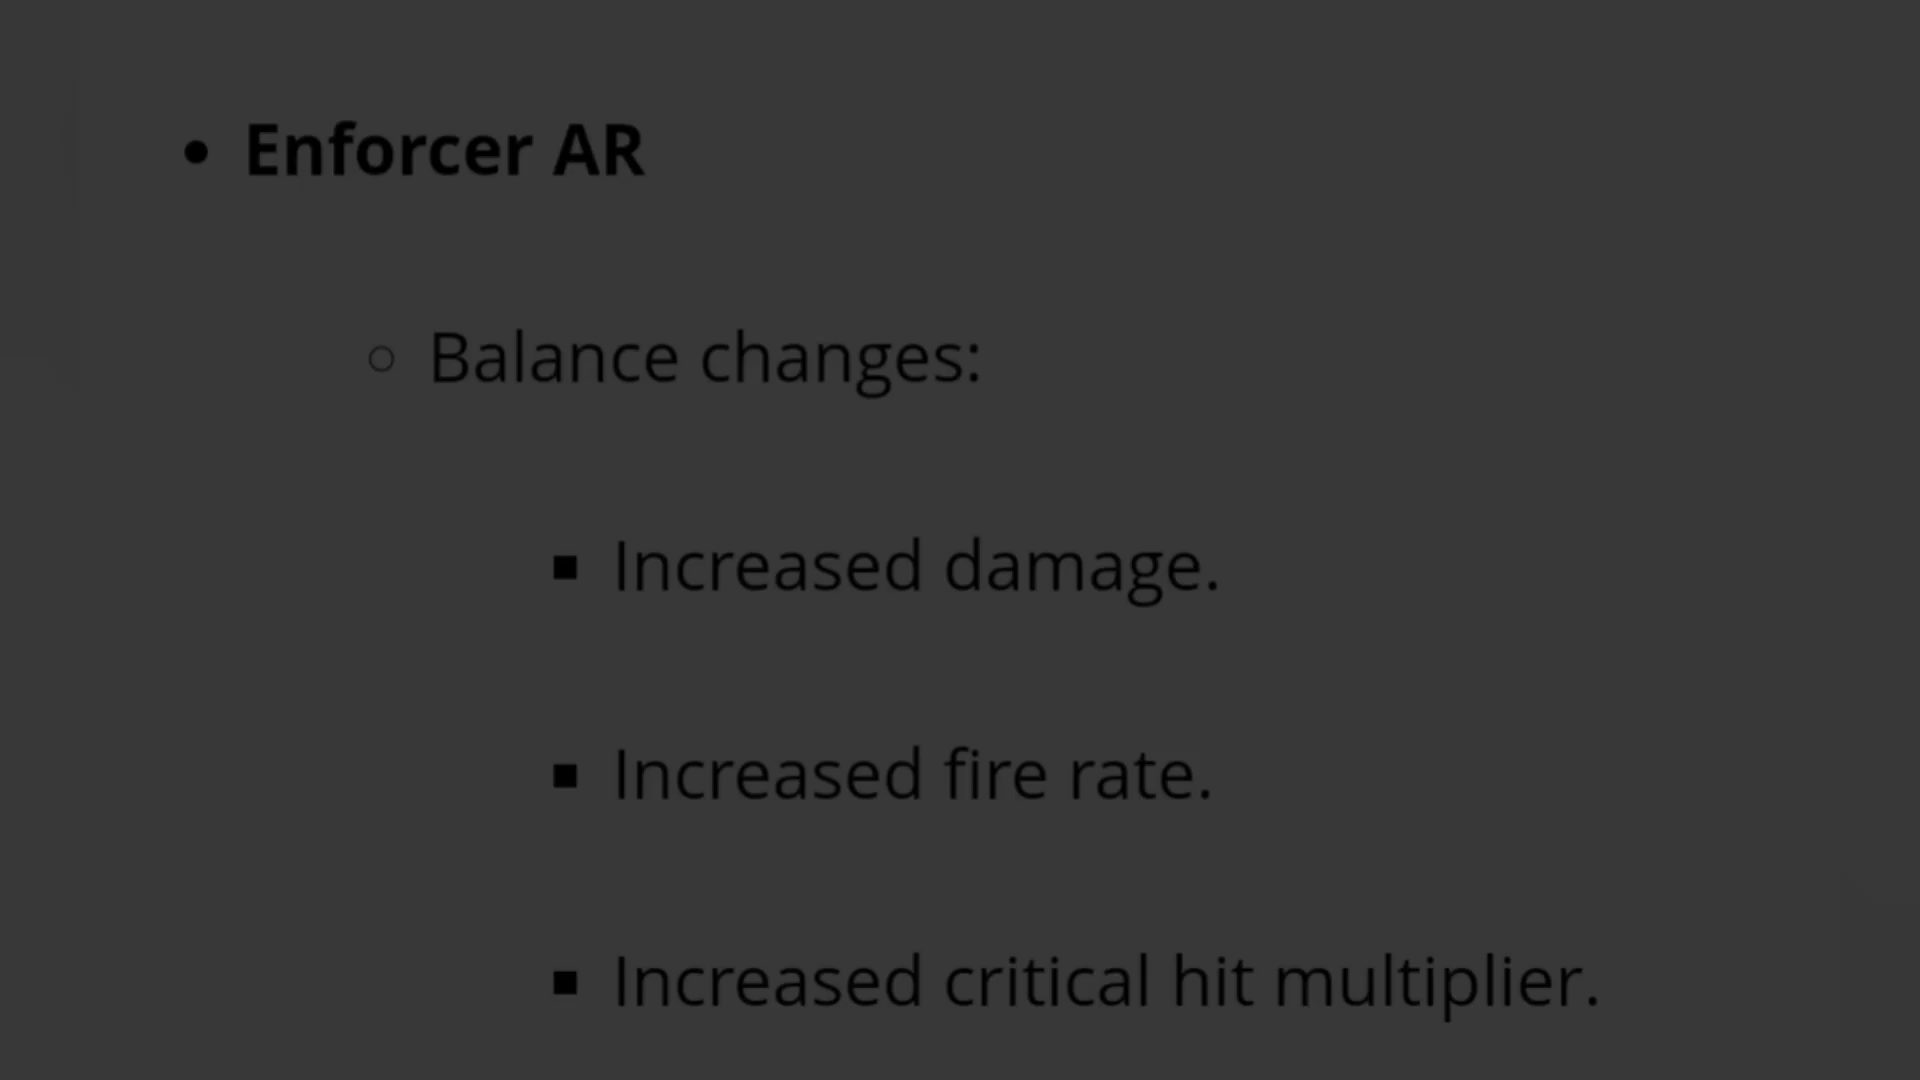 Enforcer AR
Balance changes:
Increased damage.
Increased fire rate.
Increased critical hit multiplier.